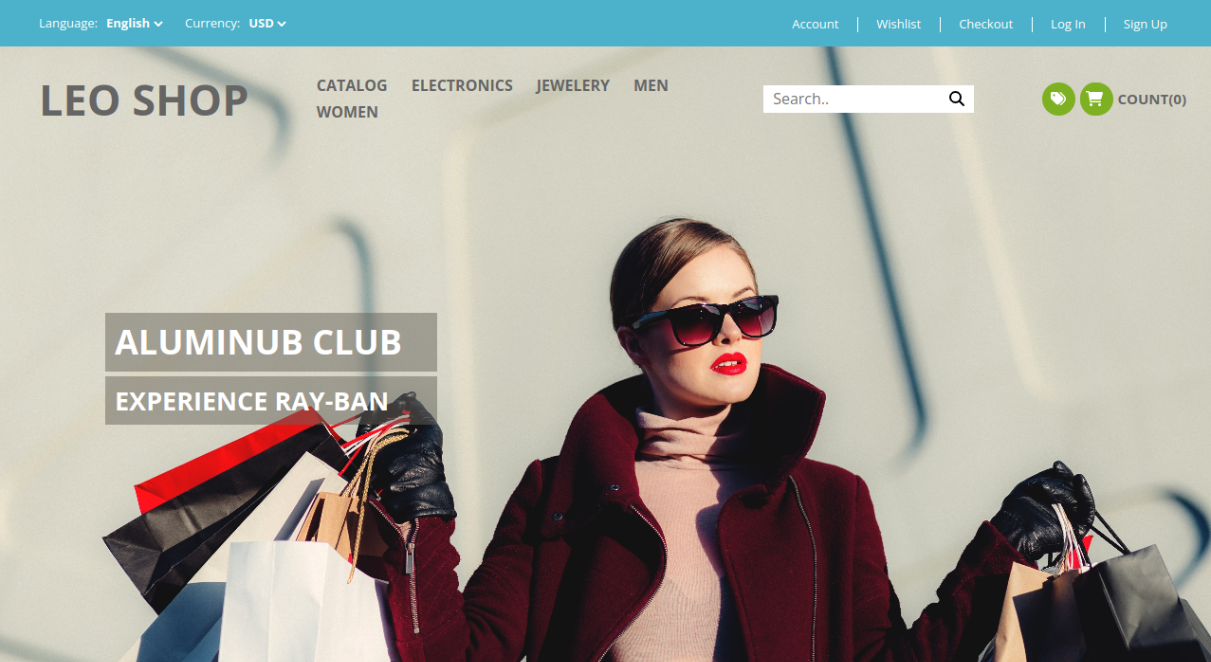 Language: English Currency: USD Account Wishlist Checkout Log In Sign Up
LEO SHOP
CATALOG ELECTRONICS JEWELERY MEN
WOMEN
Search..
COUNT(0)
ALUMINUB CLUB
EXPERIENCE RAY-BAN